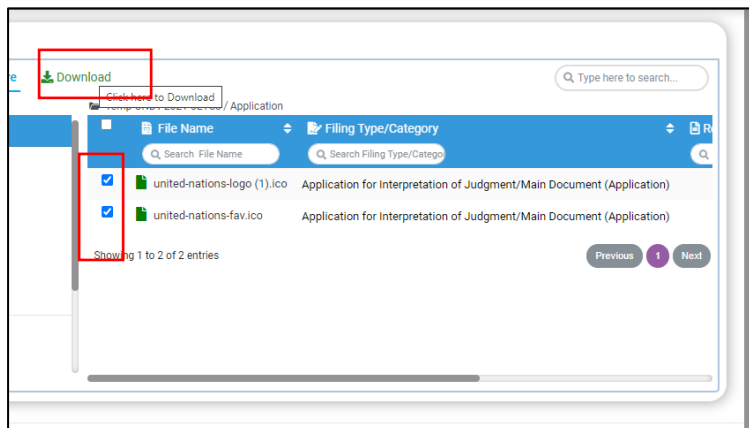 re Download Type here to search...
Click here to Download
/ Application
File Name Filing Type/Category
Search File Name Search Filing Type/Catego
united-nations-logo (1).ico Application for Interpretation of Judgment/Main Document (Application)
united-nations-fav.ico Application for Interpretation of Judgment/Main Document (Application)
Showing 1 to 2 of 2 entries Previous 1 Next